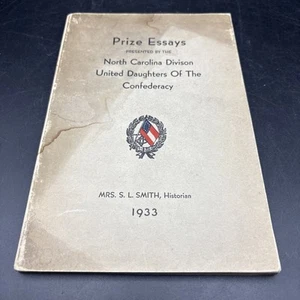 Prize Essays
PRESENTED BY THE
North Carolina Divison
United Daughters Of The
Confederacy
MRS. S. L. SMITH, Historian
1933